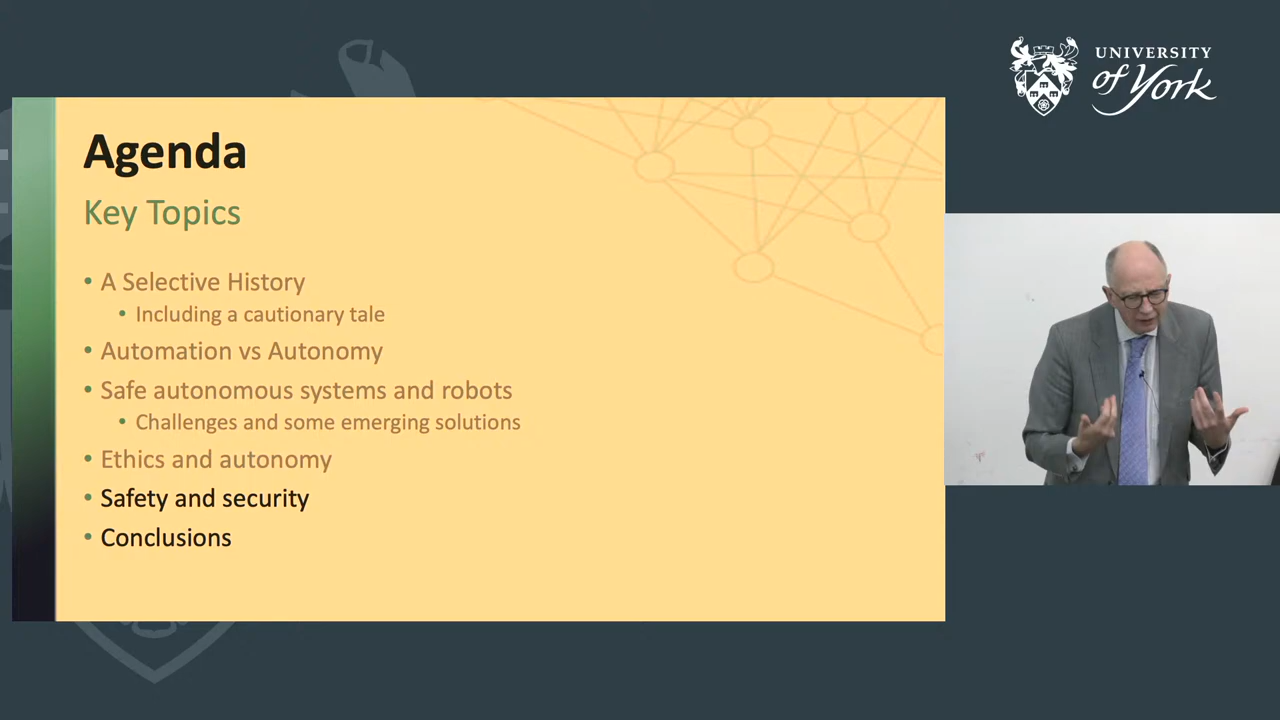 UNIVERSITY
of York
Agenda
Key Topics
• A Selective History
• Including a cautionary tale
• Automation vs Autonomy
• Safe autonomous systems and robots
• Challenges and some emerging solutions
• Ethics and autonomy
• Safety and security
• Conclusions